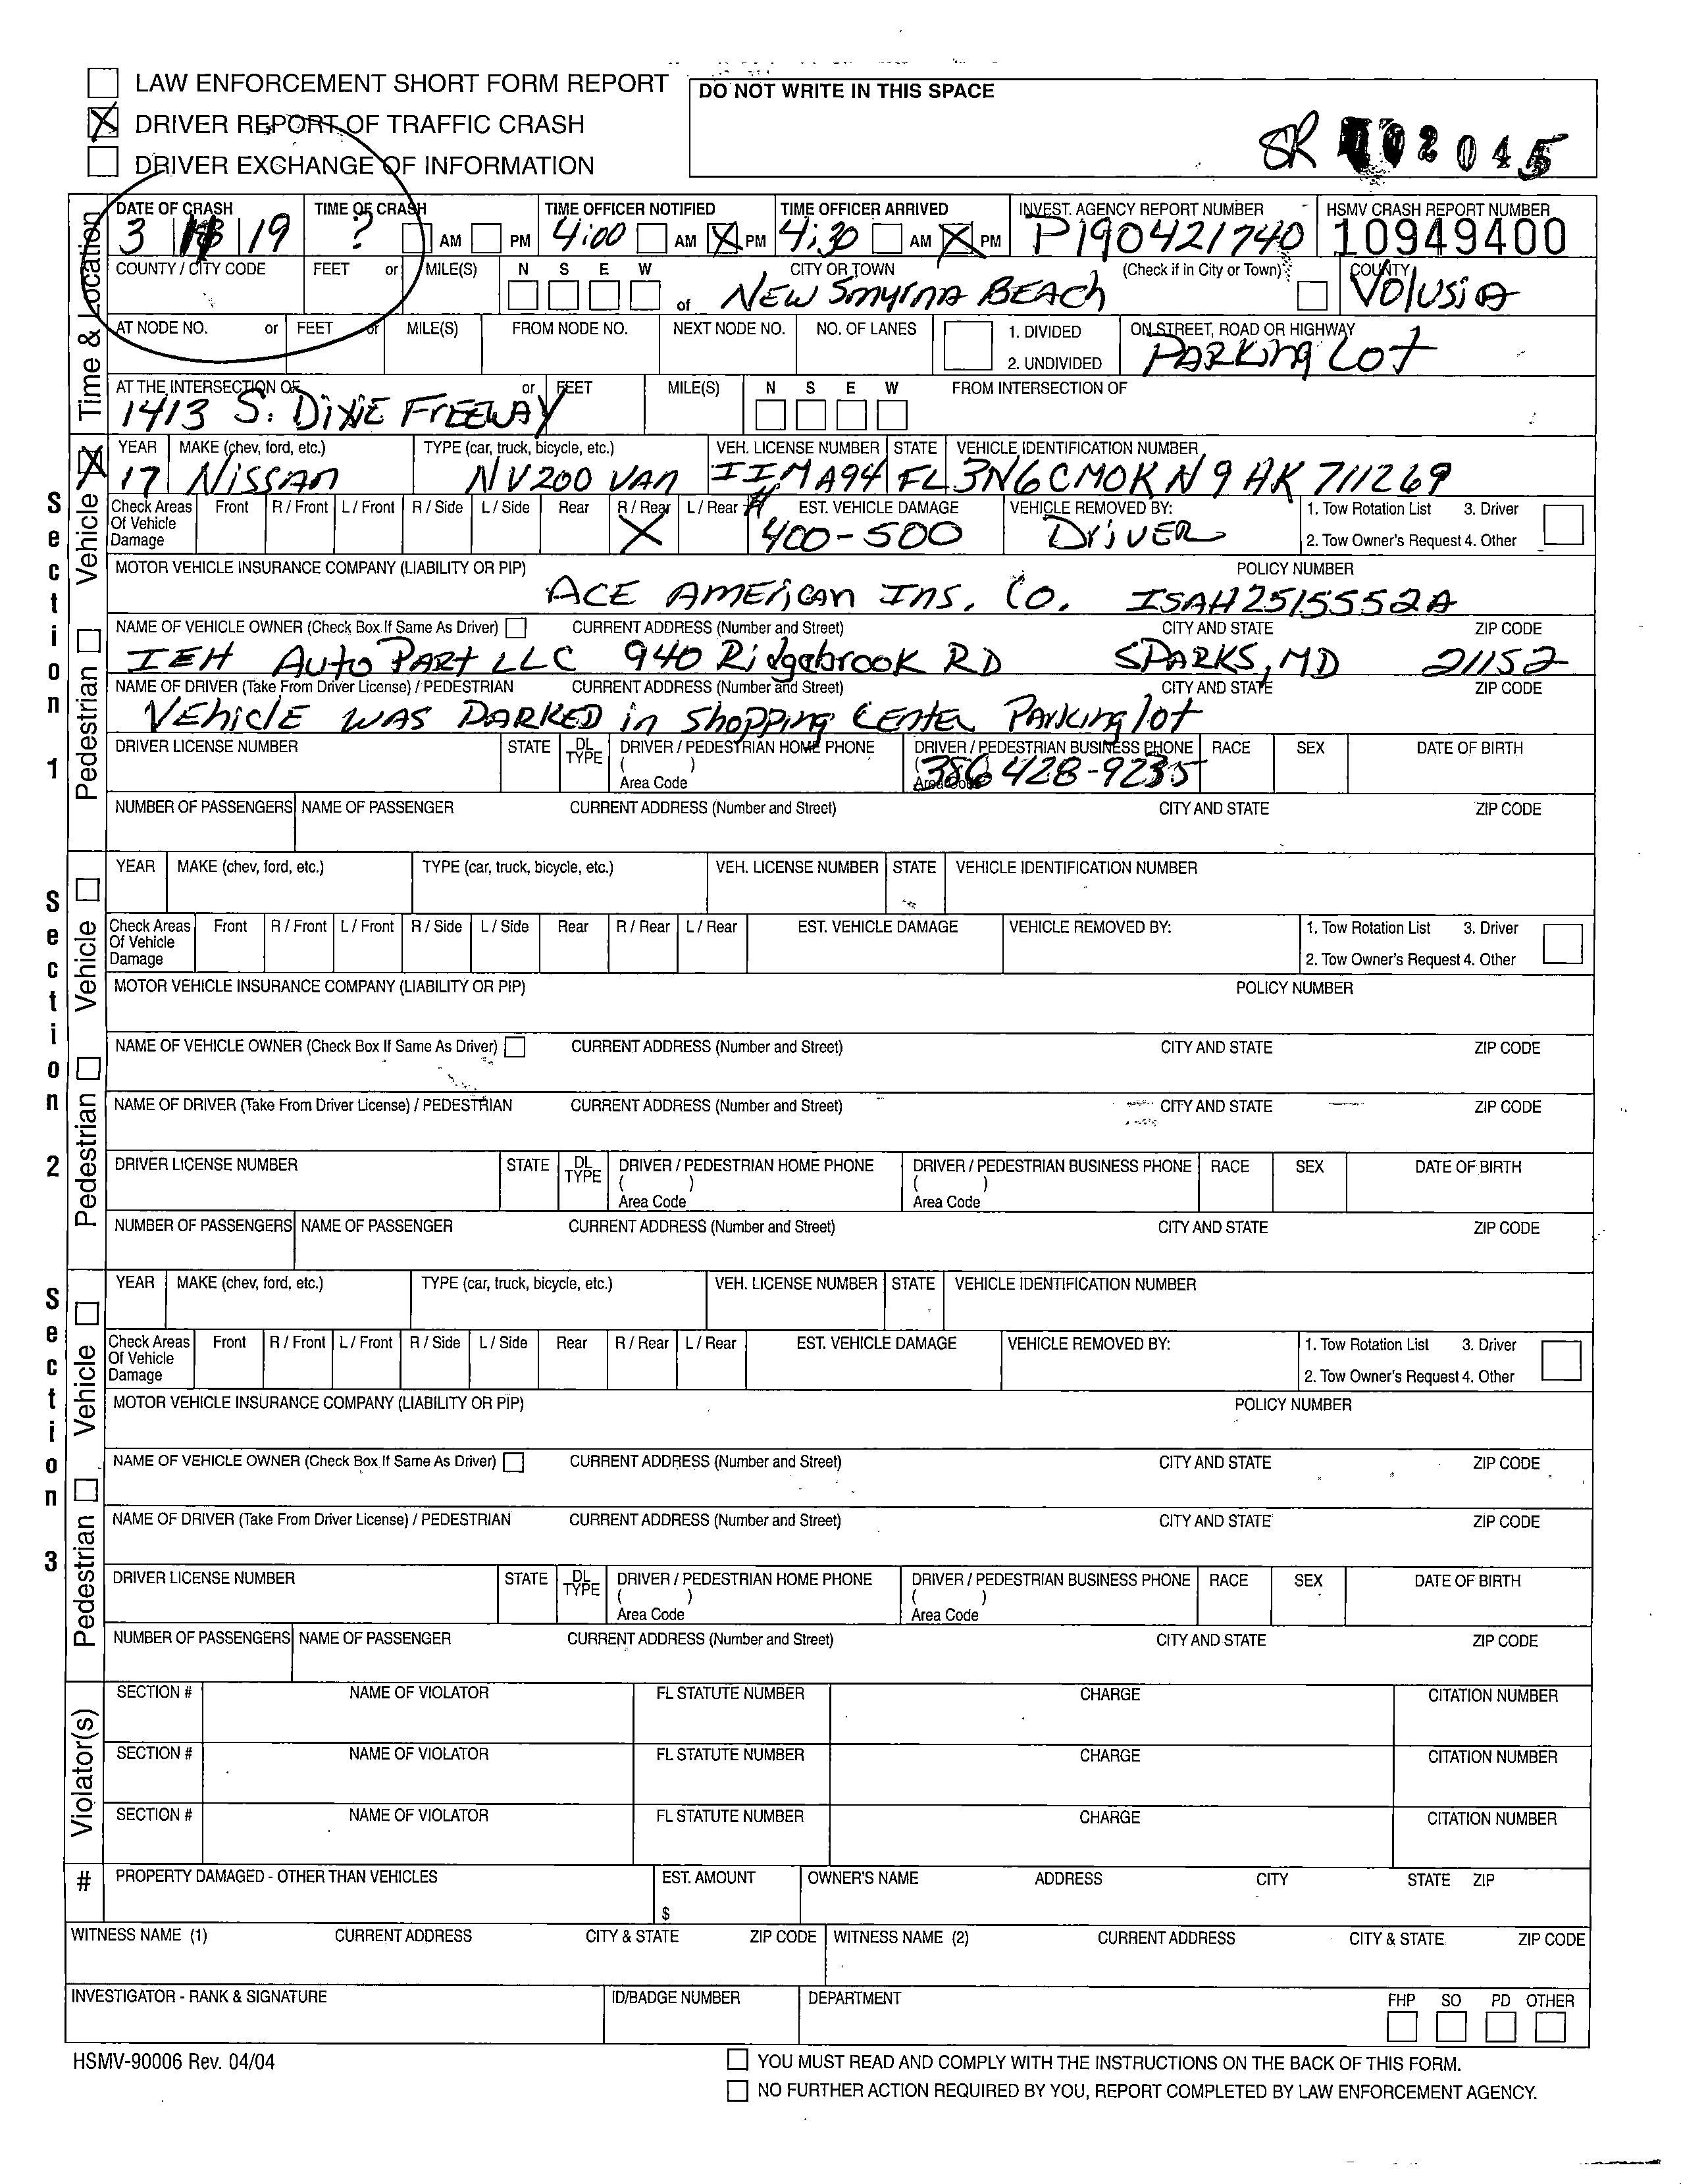 LAW ENFORCEMENT SHORT FORM REPORT
DO NOT WRITE IN THIS SPACE
DRIVER REPORT OF TRAFFIC CRASH
SR 02045
DRIVER EXCHANGE OF INFORMATION
Time & Location
DATE OF CRASH TIME OF CRASH TIME OFFICER NOTIFIED TIME OFFICER ARRIVED INVEST. AGENCY REPORT NUMBER HSMV CRASH REPORT NUMBER
3 19 ? AM PM 4:00 AM X PM 4:30 AM X PM P190421740 10949400
COUNTY / CITY CODE FEET or MILE(S) N S E W of CITY OR TOWN (Check if in City or Town) COUNTY
NEW Smyrna BEACh Volusia
AT NODE NO. or FEET or MILE(S) FROM NODE NO. NEXT NODE NO. NO. OF LANES 1. DIVIDED 2. UNDIVIDED ON STREET, ROAD OR HIGHWAY
PARKing Lot
AT THE INTERSECTION OF or FEET MILE(S) N S E W FROM INTERSECTION OF
1413 S. DIXIE FREEWAY
Section 1 Vehicle Pedestrian
YEAR MAKE (chev, ford, etc.) TYPE (car, truck, bicycle, etc.) VEH. LICENSE NUMBER STATE VEHICLE IDENTIFICATION NUMBER
17 NiSSAn NV200 VAn IIMA94 FL 3N6CMOKN9HK711269
Check Areas Of Vehicle Damage Front R / Front L / Front R / Side L / Side Rear R / Rear L / Rear EST. VEHICLE DAMAGE VEHICLE REMOVED BY: 1. Tow Rotation List 3. Driver
X 400-500 DriVER 2. Tow Owner's Request 4. Other
MOTOR VEHICLE INSURANCE COMPANY (LIABILITY OR PIP) POLICY NUMBER
ACE AMERiCAn Ins. Co. ISAH2515552A
NAME OF VEHICLE OWNER (Check Box If Same As Driver) CURRENT ADDRESS (Number and Street) CITY AND STATE ZIP CODE
IEH Auto PArt LLC 940 Ridgebrook RD SPARKS, MD 21152
NAME OF DRIVER (Take From Driver License) / PEDESTRIAN CURRENT ADDRESS (Number and Street) CITY AND STATE ZIP CODE
VEhiclE WAS PARKED in Shopping CENTER Parking lot
DRIVER LICENSE NUMBER STATE DL TYPE DRIVER / PEDESTRIAN HOME PHONE DRIVER / PEDESTRIAN BUSINESS PHONE RACE SEX DATE OF BIRTH
( ) Area Code ( 386 428-9235 Area Code
NUMBER OF PASSENGERS NAME OF PASSENGER CURRENT ADDRESS (Number and Street) CITY AND STATE ZIP CODE
Section 2 Vehicle Pedestrian
YEAR MAKE (chev, ford, etc.) TYPE (car, truck, bicycle, etc.) VEH. LICENSE NUMBER STATE VEHICLE IDENTIFICATION NUMBER
Check Areas Of Vehicle Damage Front R / Front L / Front R / Side L / Side Rear R / Rear L / Rear EST. VEHICLE DAMAGE VEHICLE REMOVED BY: 1. Tow Rotation List 3. Driver
2. Tow Owner's Request 4. Other
MOTOR VEHICLE INSURANCE COMPANY (LIABILITY OR PIP) POLICY NUMBER
NAME OF VEHICLE OWNER (Check Box If Same As Driver) CURRENT ADDRESS (Number and Street) CITY AND STATE ZIP CODE
NAME OF DRIVER (Take From Driver License) / PEDESTRIAN CURRENT ADDRESS (Number and Street) CITY AND STATE ZIP CODE
DRIVER LICENSE NUMBER STATE DL TYPE DRIVER / PEDESTRIAN HOME PHONE DRIVER / PEDESTRIAN BUSINESS PHONE RACE SEX DATE OF BIRTH
( ) Area Code ( ) Area Code
NUMBER OF PASSENGERS NAME OF PASSENGER CURRENT ADDRESS (Number and Street) CITY AND STATE ZIP CODE
Section 3 Vehicle Pedestrian
YEAR MAKE (chev, ford, etc.) TYPE (car, truck, bicycle, etc.) VEH. LICENSE NUMBER STATE VEHICLE IDENTIFICATION NUMBER
Check Areas Of Vehicle Damage Front R / Front L / Front R / Side L / Side Rear R / Rear L / Rear EST. VEHICLE DAMAGE VEHICLE REMOVED BY: 1. Tow Rotation List 3. Driver
2. Tow Owner's Request 4. Other
MOTOR VEHICLE INSURANCE COMPANY (LIABILITY OR PIP) POLICY NUMBER
NAME OF VEHICLE OWNER (Check Box If Same As Driver) CURRENT ADDRESS (Number and Street) CITY AND STATE ZIP CODE
NAME OF DRIVER (Take From Driver License) / PEDESTRIAN CURRENT ADDRESS (Number and Street) CITY AND STATE ZIP CODE
DRIVER LICENSE NUMBER STATE DL TYPE DRIVER / PEDESTRIAN HOME PHONE DRIVER / PEDESTRIAN BUSINESS PHONE RACE SEX DATE OF BIRTH
( ) Area Code ( ) Area Code
NUMBER OF PASSENGERS NAME OF PASSENGER CURRENT ADDRESS (Number and Street) CITY AND STATE ZIP CODE
Violator(s)
SECTION # NAME OF VIOLATOR FL STATUTE NUMBER CHARGE CITATION NUMBER
SECTION # NAME OF VIOLATOR FL STATUTE NUMBER CHARGE CITATION NUMBER
SECTION # NAME OF VIOLATOR FL STATUTE NUMBER CHARGE CITATION NUMBER
# PROPERTY DAMAGED - OTHER THAN VEHICLES EST. AMOUNT OWNER'S NAME ADDRESS CITY STATE ZIP
$
WITNESS NAME (1) CURRENT ADDRESS CITY & STATE ZIP CODE WITNESS NAME (2) CURRENT ADDRESS CITY & STATE ZIP CODE
INVESTIGATOR - RANK & SIGNATURE ID/BADGE NUMBER DEPARTMENT FHP SO PD OTHER
HSMV-90006 Rev. 04/04
YOU MUST READ AND COMPLY WITH THE INSTRUCTIONS ON THE BACK OF THIS FORM.
NO FURTHER ACTION REQUIRED BY YOU, REPORT COMPLETED BY LAW ENFORCEMENT AGENCY.